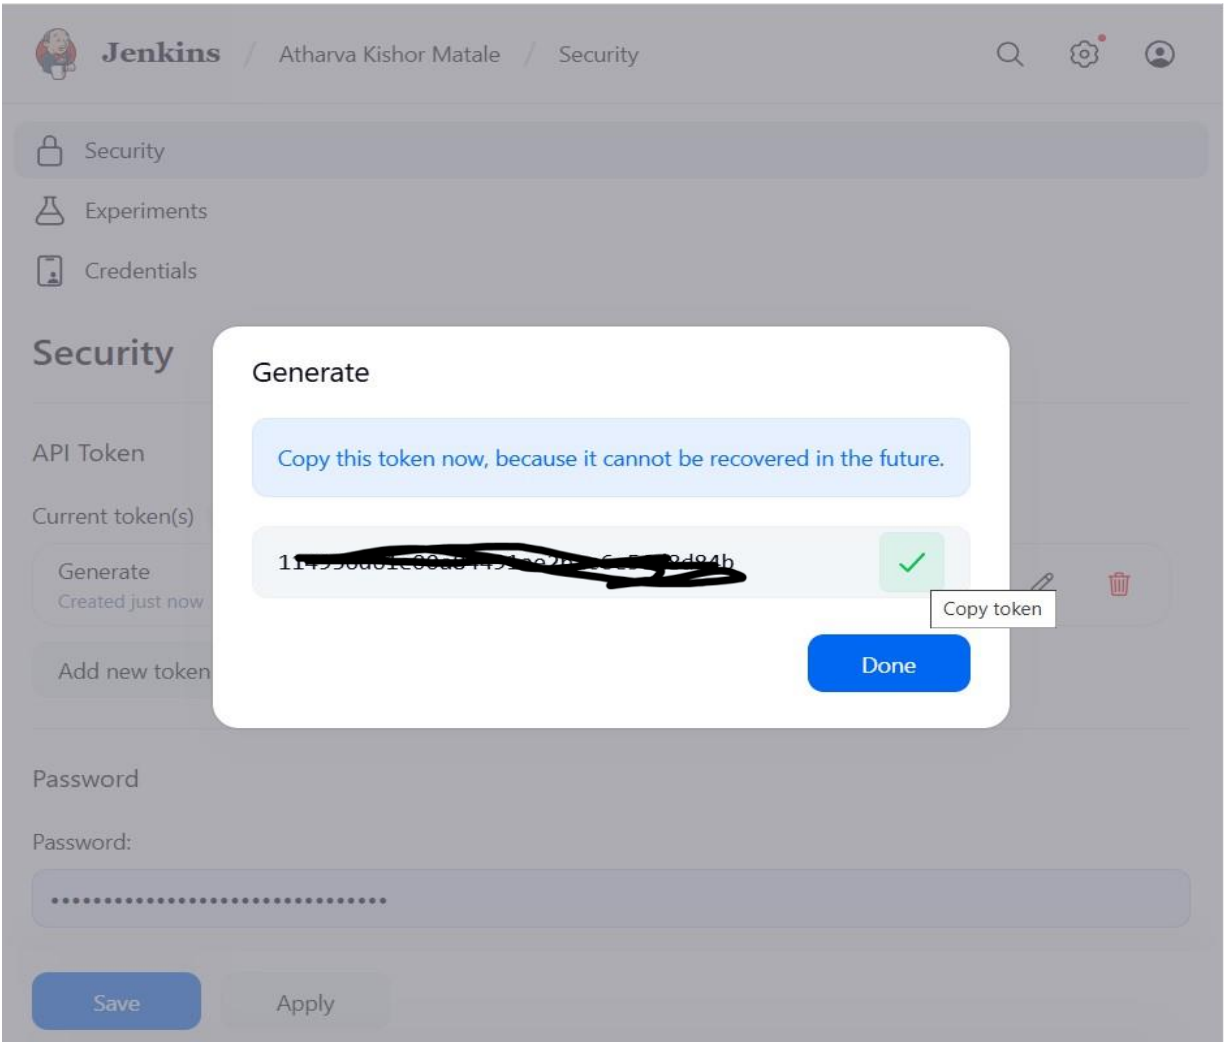 Jenkins / Atharva Kishor Matale / Security
Security
Experiments
Credentials
Security
Generate
Copy this token now, because it cannot be recovered in the future.
API Token
Current token(s)
Generate
Created just now
Copy token
Add new token
Done
Password
Password:
Save Apply